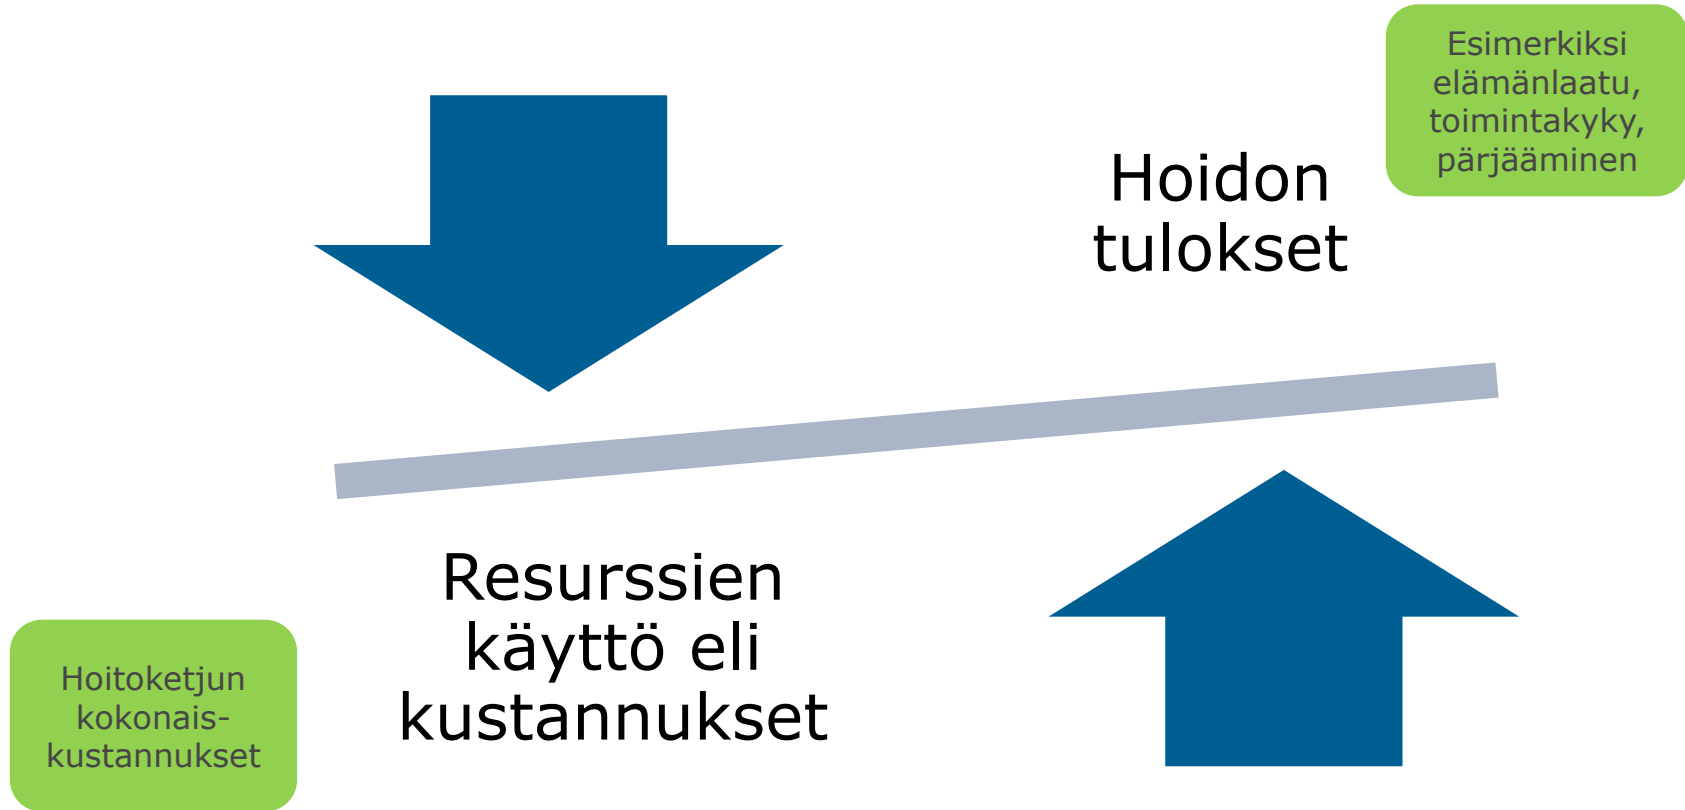 Esimerkiksi
elämänlaatu,
toimintakyky,
pärjääminen
Hoidon
tulokset
Resurssien
käyttö eli
kustannukset
Hoitoketjun
kokonais-
kustannukset